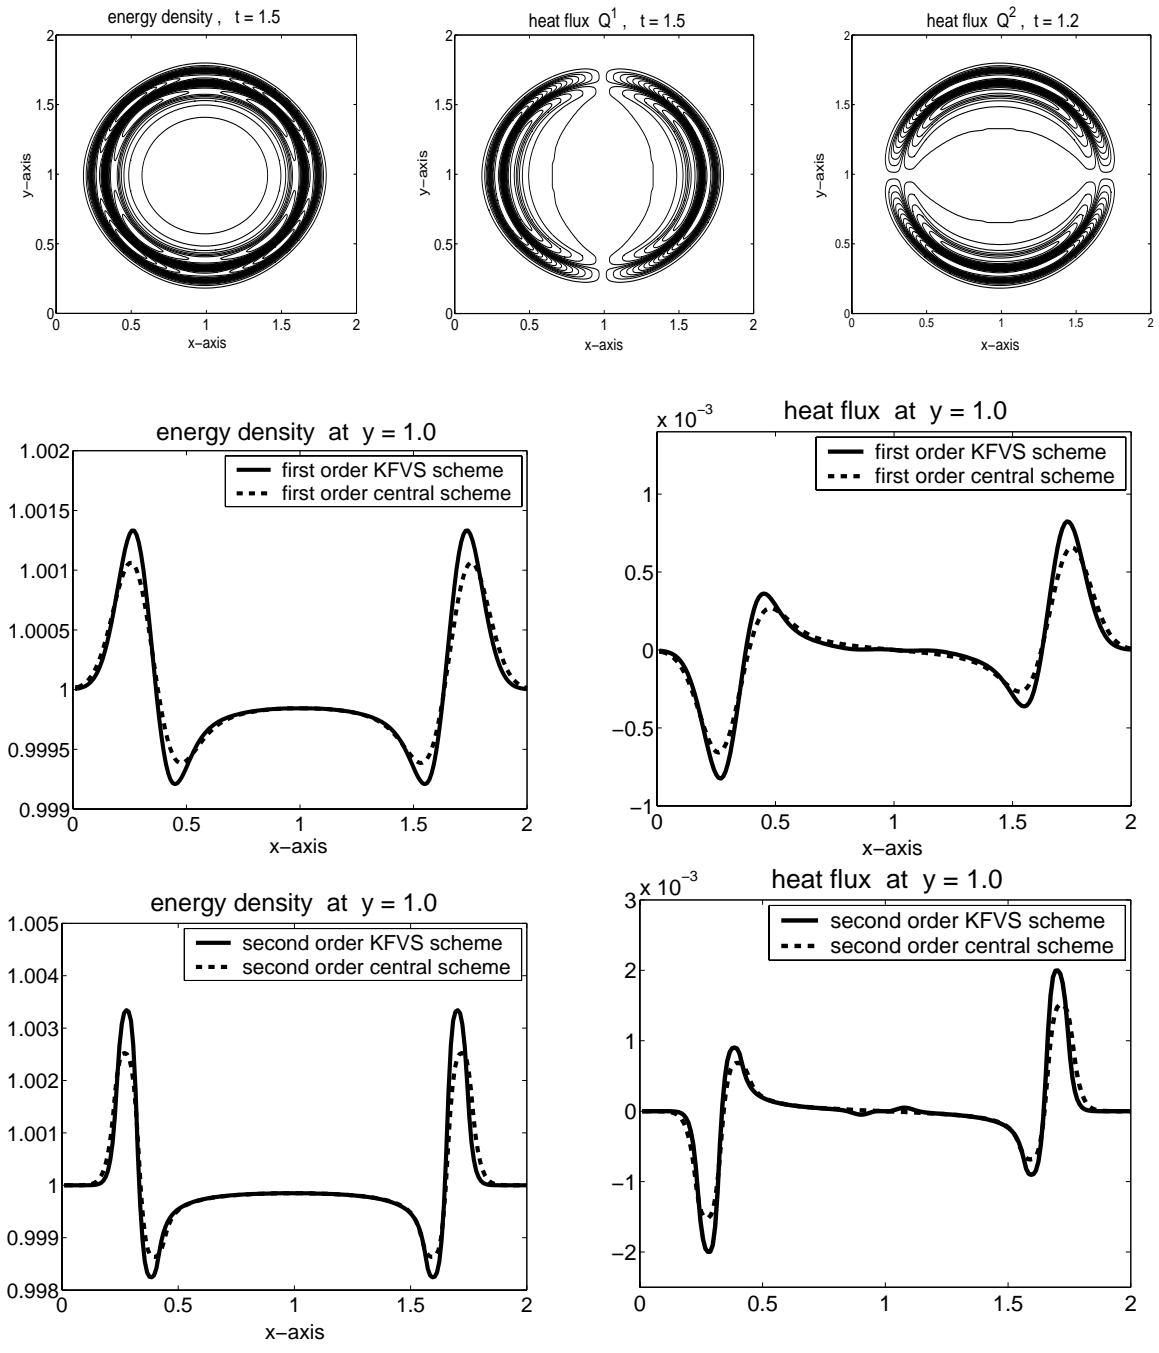 energy density , t = 1.5
2
1.5
1
0.5
0
y−axis
0 0.5 1 1.5 2
x−axis
heat flux Q1 , t = 1.5
2
1.5
1
0.5
0
y−axis
0 0.5 1 1.5 2
x−axis
heat flux Q2 , t = 1.2
2
1.5
1
0.5
0
y−axis
0 0.5 1 1.5 2
x−axis
energy density at y = 1.0
first order KFVS scheme
first order central scheme
1.002
1.0015
1.001
1.0005
1
0.9995
0.999
0 0.5 1 1.5 2
x−axis
x 10−3
heat flux at y = 1.0
first order KFVS scheme
first order central scheme
1
0.5
0
−0.5
−1
0 0.5 1 1.5 2
x−axis
energy density at y = 1.0
second order KFVS scheme
second order central scheme
1.005
1.004
1.003
1.002
1.001
1
0.999
0.998
0 0.5 1 1.5 2
x−axis
x 10−3
heat flux at y = 1.0
second order KFVS scheme
second order central scheme
3
2
1
0
−1
−2
0 0.5 1 1.5 2